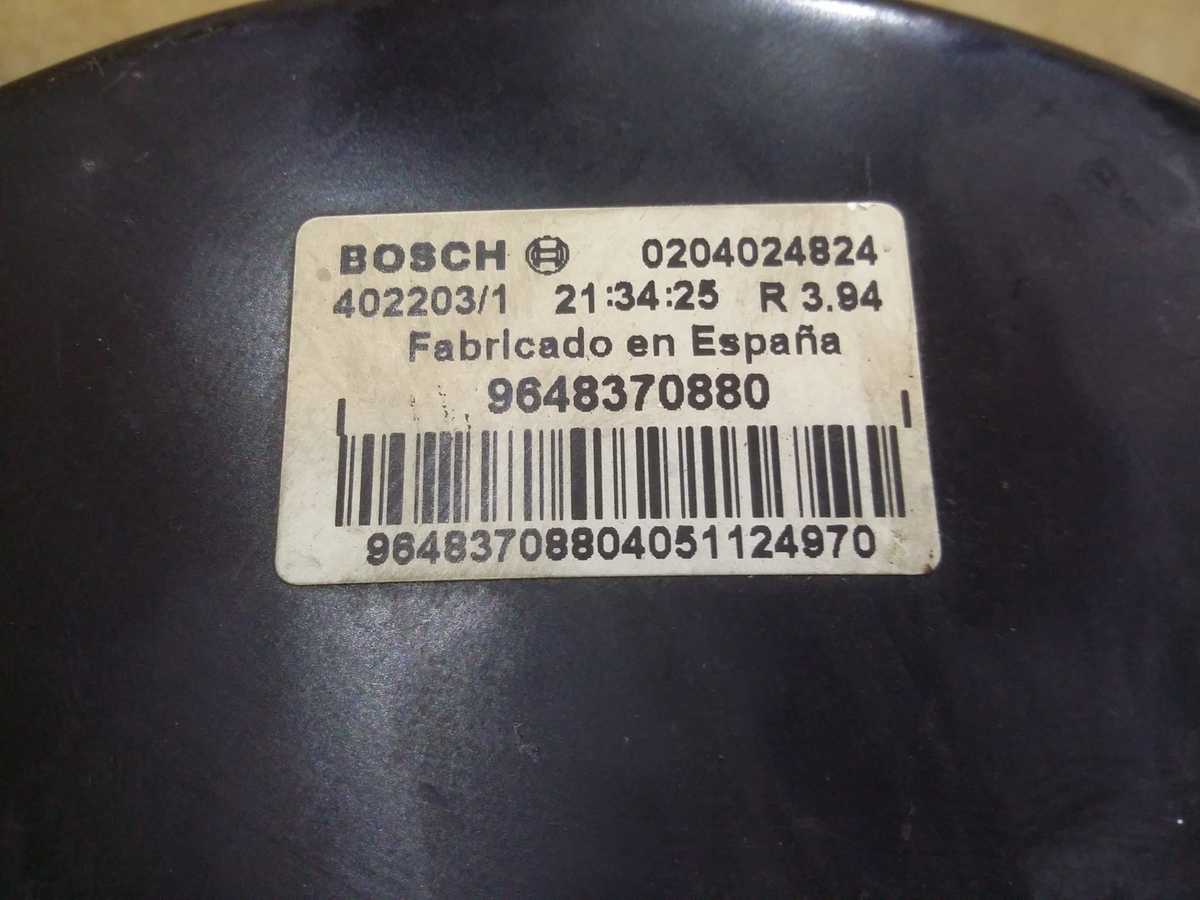 BOSCH 0204024824
402203/1 21:34:25 R 3.94
Fabricado en España
9648370880
96483708804051124970